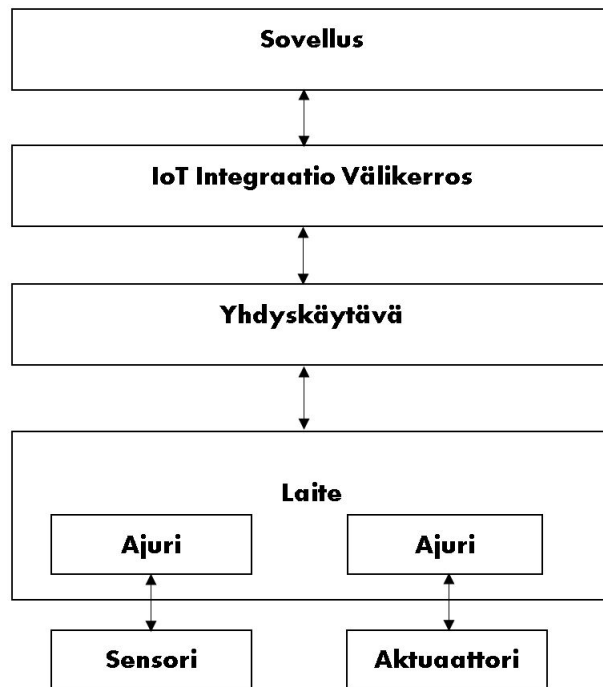 Sovellus
IoT Integraatio Välikerros
Yhdyskäytävä
Laite
Ajuri
Ajuri
Sensori
Aktuaattori